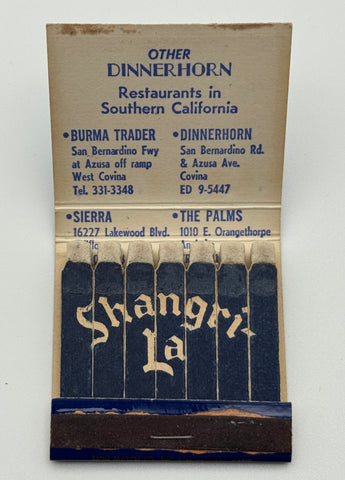 OTHER
DINNERHORN
Restaurants in
Southern California
• BURMA TRADER
San Bernardino Fwy
at Azusa off ramp
West Covina
Tel. 331-3348
• DINNERHORN
San Bernardino Rd.
& Azusa Ave.
Covina
ED 9-5447
• SIERRA
16227 Lakewood Blvd.
• THE PALMS
1010 E. Orangethorpe
Shangri
La